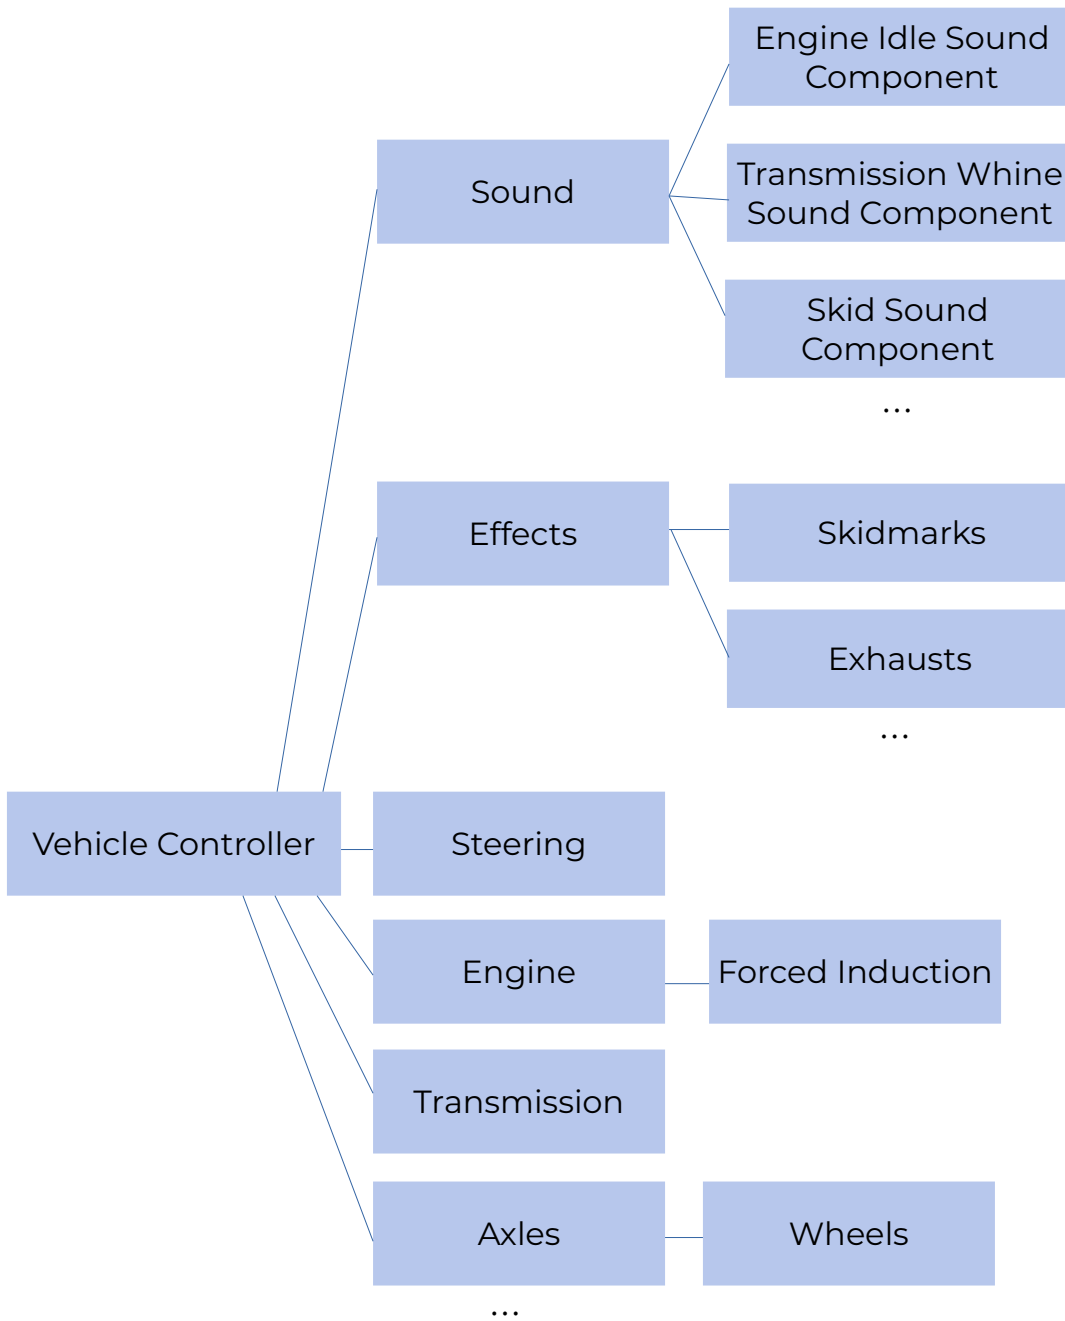 Engine Idle Sound
Component
Sound
Transmission Whine
Sound Component
Skid Sound
Component
...
Effects
Skidmarks
Exhausts
...
Vehicle Controller
Steering
Engine
Forced Induction
Transmission
Axles
Wheels
...